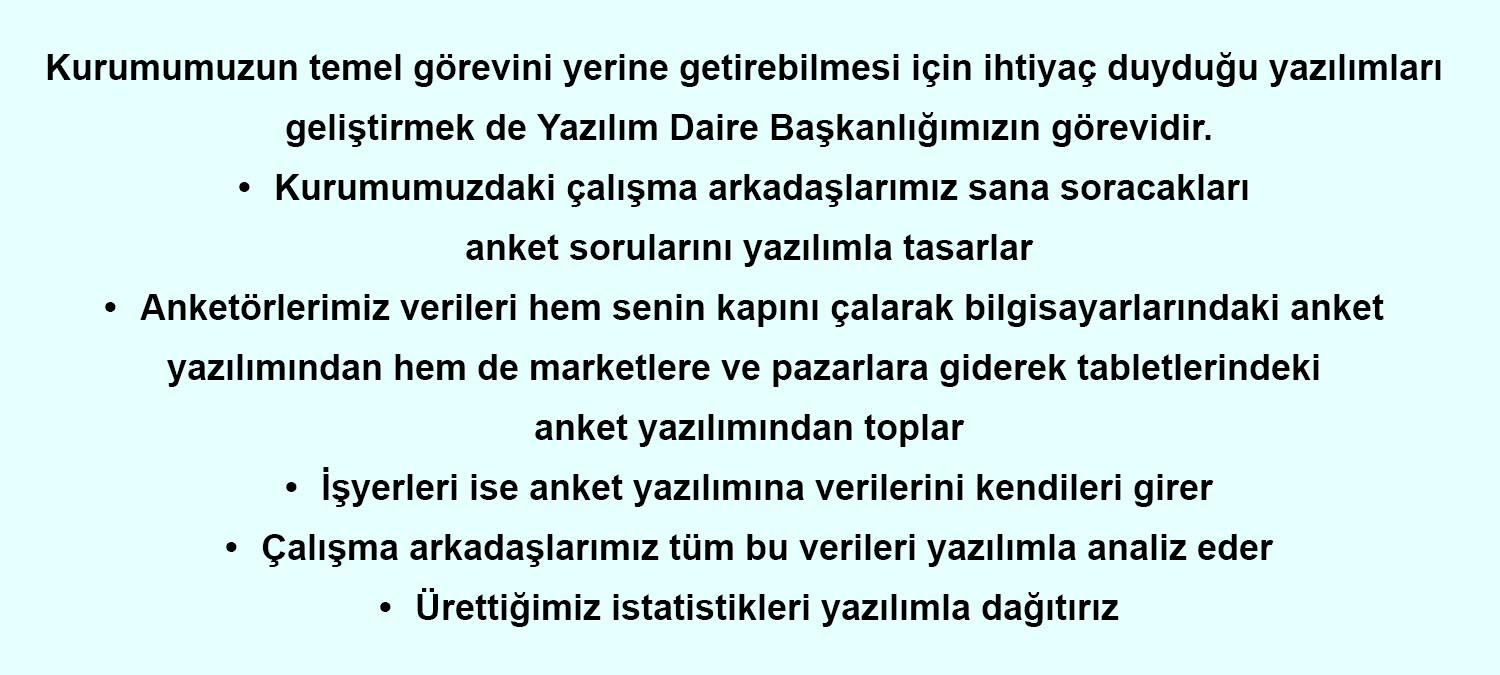 Kurumumuzun temel görevini yerine getirebilmesi için ihtiyaç duyduğu yazılımları
geliştirmek de Yazılım Daire Başkanlığımızın görevidir.
• Kurumumuzdaki çalışma arkadaşlarımız sana soracakları
anket sorularını yazılımla tasarlar
• Anketörlerimiz verileri hem senin kapını çalarak bilgisayarlarındaki anket
yazılımından hem de marketlere ve pazarlara giderek tabletlerindeki
anket yazılımından toplar
• İşyerleri ise anket yazılımına verilerini kendileri girer
• Çalışma arkadaşlarımız tüm bu verileri yazılımla analiz eder
• Ürettiğimiz istatistikleri yazılımla dağıtırız